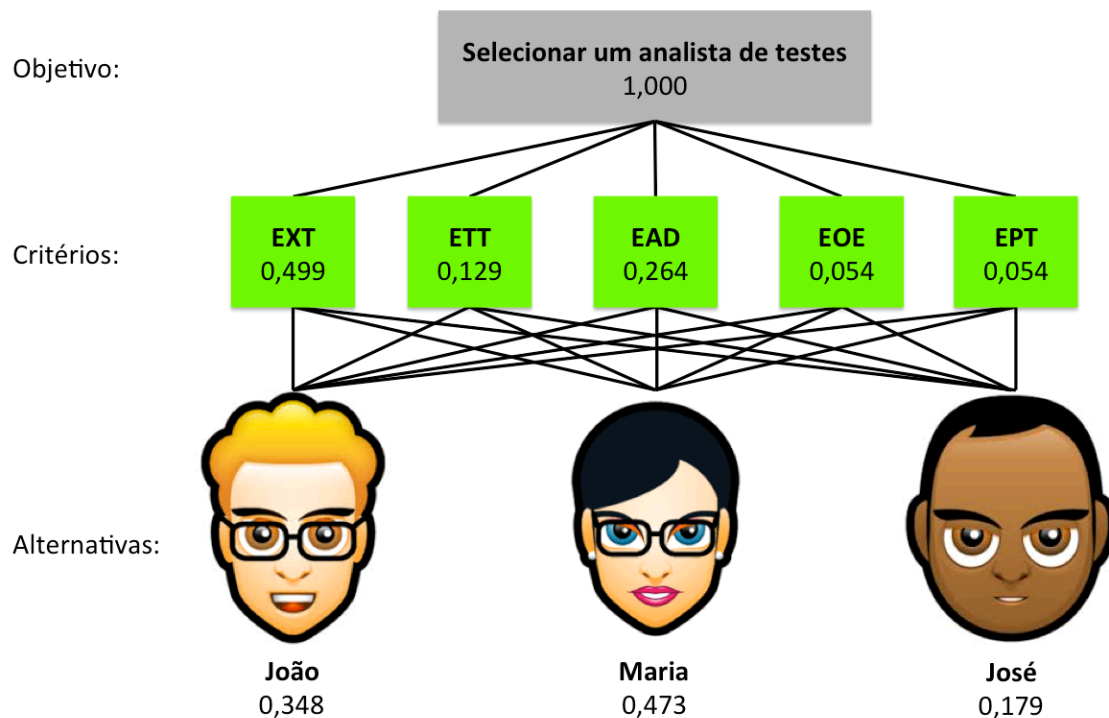 Objetivo:
Selecionar um analista de testes
1,000
Critérios:
EXT
0,499
ETT
0,129
EAD
0,264
EOE
0,054
EPT
0,054
Alternativas:
João
0,348
Maria
0,473
José
0,179